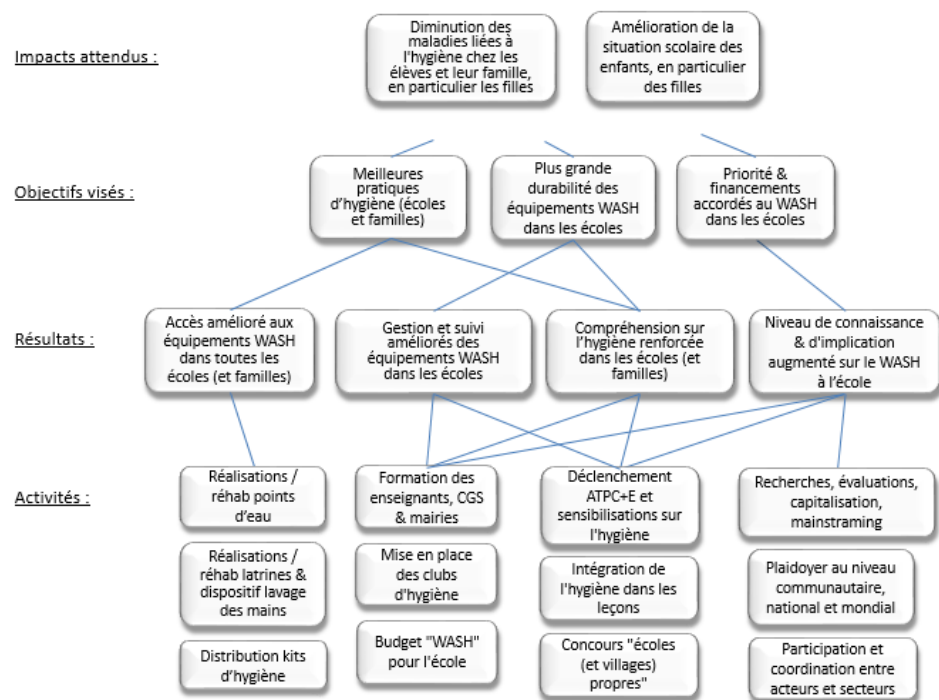 Impacts attendus :
Diminution des
maladies liées à
l'hygiène chez les
élèves et leur famille,
en particulier les filles
Amélioration de la
situation scolaire des
enfants, en particulier
des filles
Objectifs visés :
Meilleures
pratiques
d'hygiène (écoles
et familles)
Plus grande
durabilité des
équipements WASH
dans les écoles
Priorité &
financements
accordés au WASH
dans les écoles
Résultats :
Accès amélioré aux
équipements WASH
dans toutes les
écoles (et familles)
Gestion et suivi
améliorés des
équipements WASH
dans les écoles
Compréhension sur
l'hygiène renforcée
dans les écoles (et
familles)
Niveau de connaissance
& d'implication
augmenté sur le WASH
à l'école
Activités :
Réalisations /
réhab points
d'eau
Formation des
enseignants, CGS
& mairies
Déclenchement
ATPC+E et
sensibilisations sur
l'hygiène
Recherches, évaluations,
capitalisation,
mainstraming
Réalisations /
réhab latrines &
dispositif lavage
des mains
Mise en place
des clubs
d'hygiène
Intégration de
l'hygiène dans les
leçons
Plaidoyer au niveau
communautaire,
national et mondial
Distribution kits
d'hygiène
Budget "WASH"
pour l'école
Concours "écoles
(et villages)
propres"
Participation et
coordination entre
acteurs et secteurs